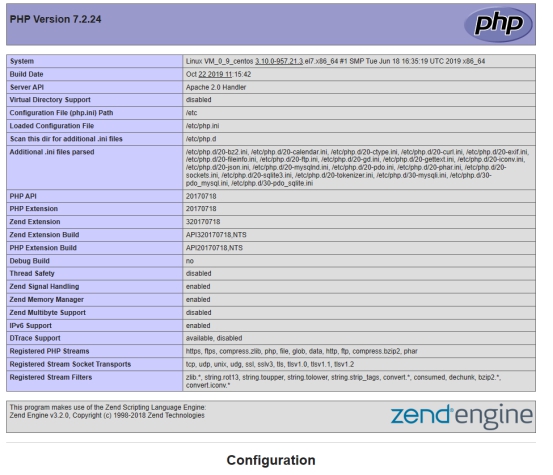 PHP Version 7.2.24
php
System Linux VM_0_9_centos 3.10.0-957.21.3.el7.x86_64 #1 SMP Tue Jun 18 16:35:19 UTC 2019 x86_64
Build Date Oct 22 2019 11:15:42
Server API Apache 2.0 Handler
Virtual Directory Support disabled
Configuration File (php.ini) Path /etc
Loaded Configuration File /etc/php.ini
Scan this dir for additional .ini files /etc/php.d
Additional .ini files parsed /etc/php.d/20-bz2.ini, /etc/php.d/20-calendar.ini, /etc/php.d/20-ctype.ini, /etc/php.d/20-curl.ini, /etc/php.d/20-exif.ini,
/etc/php.d/20-fileinfo.ini, /etc/php.d/20-ftp.ini, /etc/php.d/20-gd.ini, /etc/php.d/20-gettext.ini, /etc/php.d/20-iconv.ini,
/etc/php.d/20-json.ini, /etc/php.d/20-mysqlnd.ini, /etc/php.d/20-pdo.ini, /etc/php.d/20-phar.ini, /etc/php.d/20-
sockets.ini, /etc/php.d/20-sqlite3.ini, /etc/php.d/20-tokenizer.ini, /etc/php.d/30-mysqli.ini, /etc/php.d/30-
pdo_mysql.ini, /etc/php.d/30-pdo_sqlite.ini
PHP API 20170718
PHP Extension 20170718
Zend Extension 320170718
Zend Extension Build API320170718,NTS
PHP Extension Build API20170718,NTS
Debug Build no
Thread Safety disabled
Zend Signal Handling enabled
Zend Memory Manager enabled
Zend Multibyte Support disabled
IPv6 Support enabled
DTrace Support available, disabled
Registered PHP Streams https, ftps, compress.zlib, php, file, glob, data, http, ftp, compress.bzip2, phar
Registered Stream Socket Transports tcp, udp, unix, udg, ssl, sslv3, tls, tlsv1.0, tlsv1.1, tlsv1.2
Registered Stream Filters zlib.*, string.rot13, string.toupper, string.tolower, string.strip_tags, convert.*, consumed, dechunk, bzip2.*,
convert.iconv.*
This program makes use of the Zend Scripting Language Engine:
Zend Engine v3.2.0, Copyright (c) 1998-2018 Zend Technologies
zend engine
Configuration